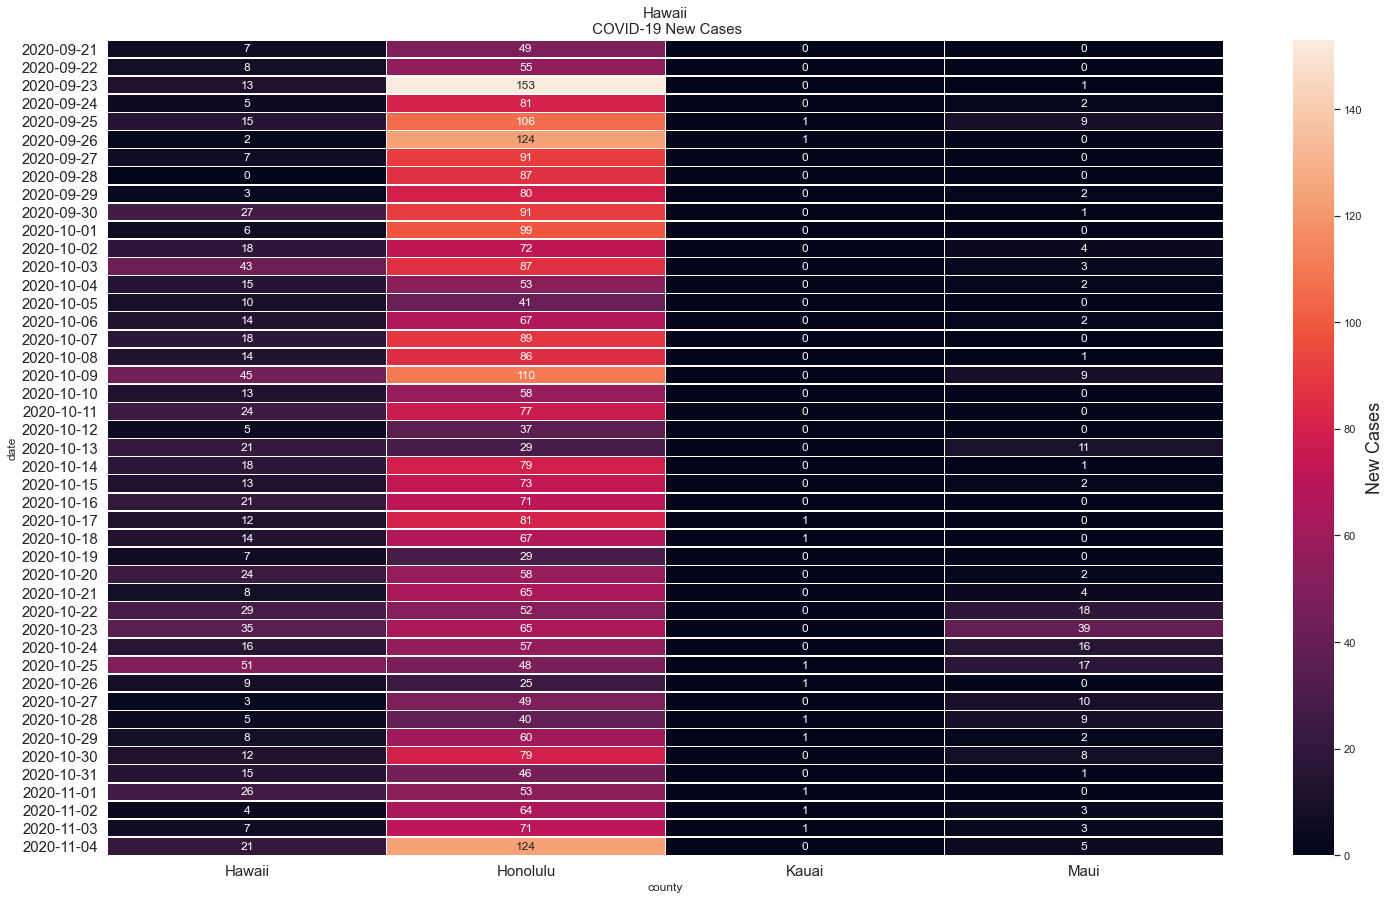 Hawaii
COVID-19 New Cases
2020-09-21 7 49 0 0
2020-09-22 8 55 0 0
2020-09-23 13 153 0 1
2020-09-24 5 81 0 2
2020-09-25 15 106 1 9
2020-09-26 2 124 1 0
2020-09-27 7 91 0 0
2020-09-28 0 87 0 0
2020-09-29 3 80 0 2
2020-09-30 27 91 0 1
2020-10-01 6 99 0 0
2020-10-02 18 72 0 4
2020-10-03 43 87 0 3
2020-10-04 15 53 0 2
2020-10-05 10 41 0 0
2020-10-06 14 67 0 2
2020-10-07 18 89 0 0
2020-10-08 14 86 0 1
2020-10-09 45 110 0 9
2020-10-10 13 58 0 0
2020-10-11 24 77 0 0
2020-10-12 5 37 0 0
2020-10-13 21 29 0 11
2020-10-14 18 79 0 1
2020-10-15 13 73 0 2
2020-10-16 21 71 0 0
2020-10-17 12 81 1 0
2020-10-18 14 67 1 0
2020-10-19 7 29 0 0
2020-10-20 24 58 0 2
2020-10-21 8 65 0 4
2020-10-22 29 52 0 18
2020-10-23 35 65 0 39
2020-10-24 16 57 0 16
2020-10-25 51 48 1 17
2020-10-26 9 25 1 0
2020-10-27 3 49 0 10
2020-10-28 5 40 1 9
2020-10-29 8 60 1 2
2020-10-30 12 79 0 8
2020-10-31 15 46 0 1
2020-11-01 26 53 1 0
2020-11-02 4 64 1 3
2020-11-03 7 71 1 3
2020-11-04 21 124 0 5
Hawaii Honolulu Kauai Maui
county
date
140
120
100
80
60
40
20
0
New Cases